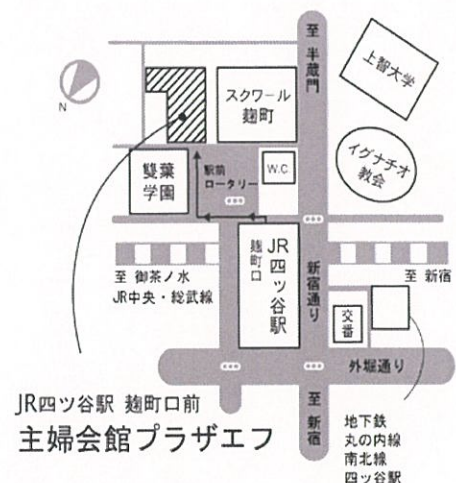 至 半蔵門
上智大学
N
スクワール
麹町
イグナチオ
教会
雙葉
学園
駅前
ロータリー
W.C.
JR四ツ谷駅
麹町口
新宿通り
至 御茶ノ水
JR中央・総武線
至 新宿
交番
外堀通り
至 新宿
JR四ツ谷駅 麹町口前
主婦会館プラザエフ
地下鉄
丸の内線
南北線
四ッ谷駅